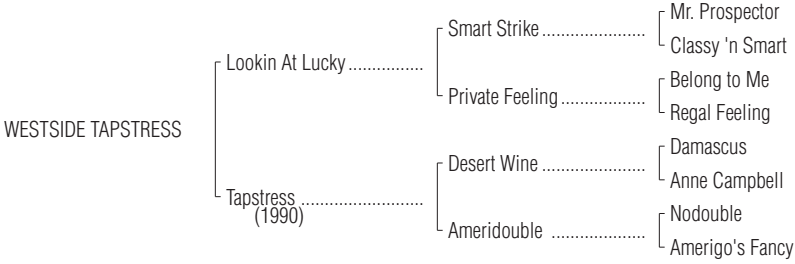 Mr. Prospector
Smart Strike ......................
Classy 'n Smart
Lookin At Lucky ................
Belong to Me
Private Feeling ..................
Regal Feeling
WESTSIDE TAPSTRESS
Damascus
Desert Wine ......................
Anne Campbell
Tapstress ..........................
(1990)
Nodouble
Ameridouble ....................
Amerigo's Fancy